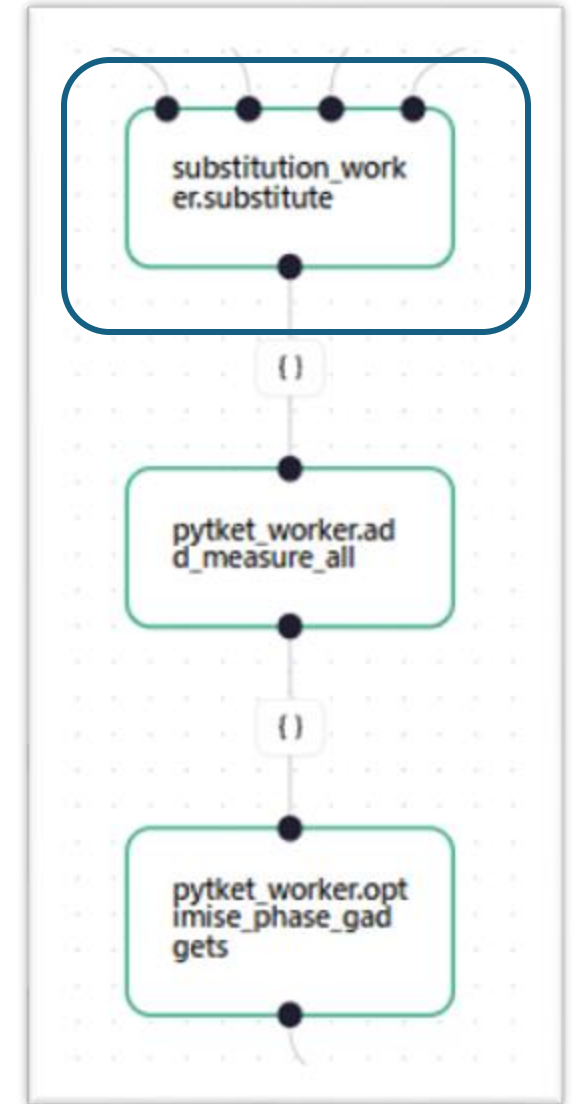 substitution_work
er.substitute
{}
pytket_worker.ad
d_measure_all
{}
pytket_worker.opt
imise_phase_gad
gets